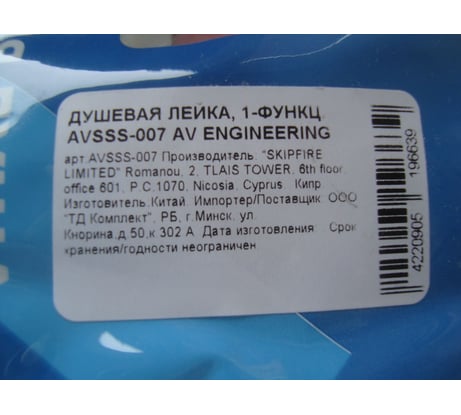 ДУШЕВАЯ ЛЕЙКА, 1-ФУНКЦ.
AVSSS-007 AV ENGINEERING
арт.AVSSS-007 Производитель: "SKIPFIRE
LIMITED" Romanou, 2, TLAIS TOWER, 6th floor,
office 601, P.C.1070, Nicosia, Cyprus. Кипр
Изготовитель:Китай. Импортер/Поставщик: ООО
"ТД Комплект", РБ, г.Минск, ул.
Кнорина,д.50,к.302 А. Дата изготовления: . Срок
хранения/годности неограничен
4220905 196639